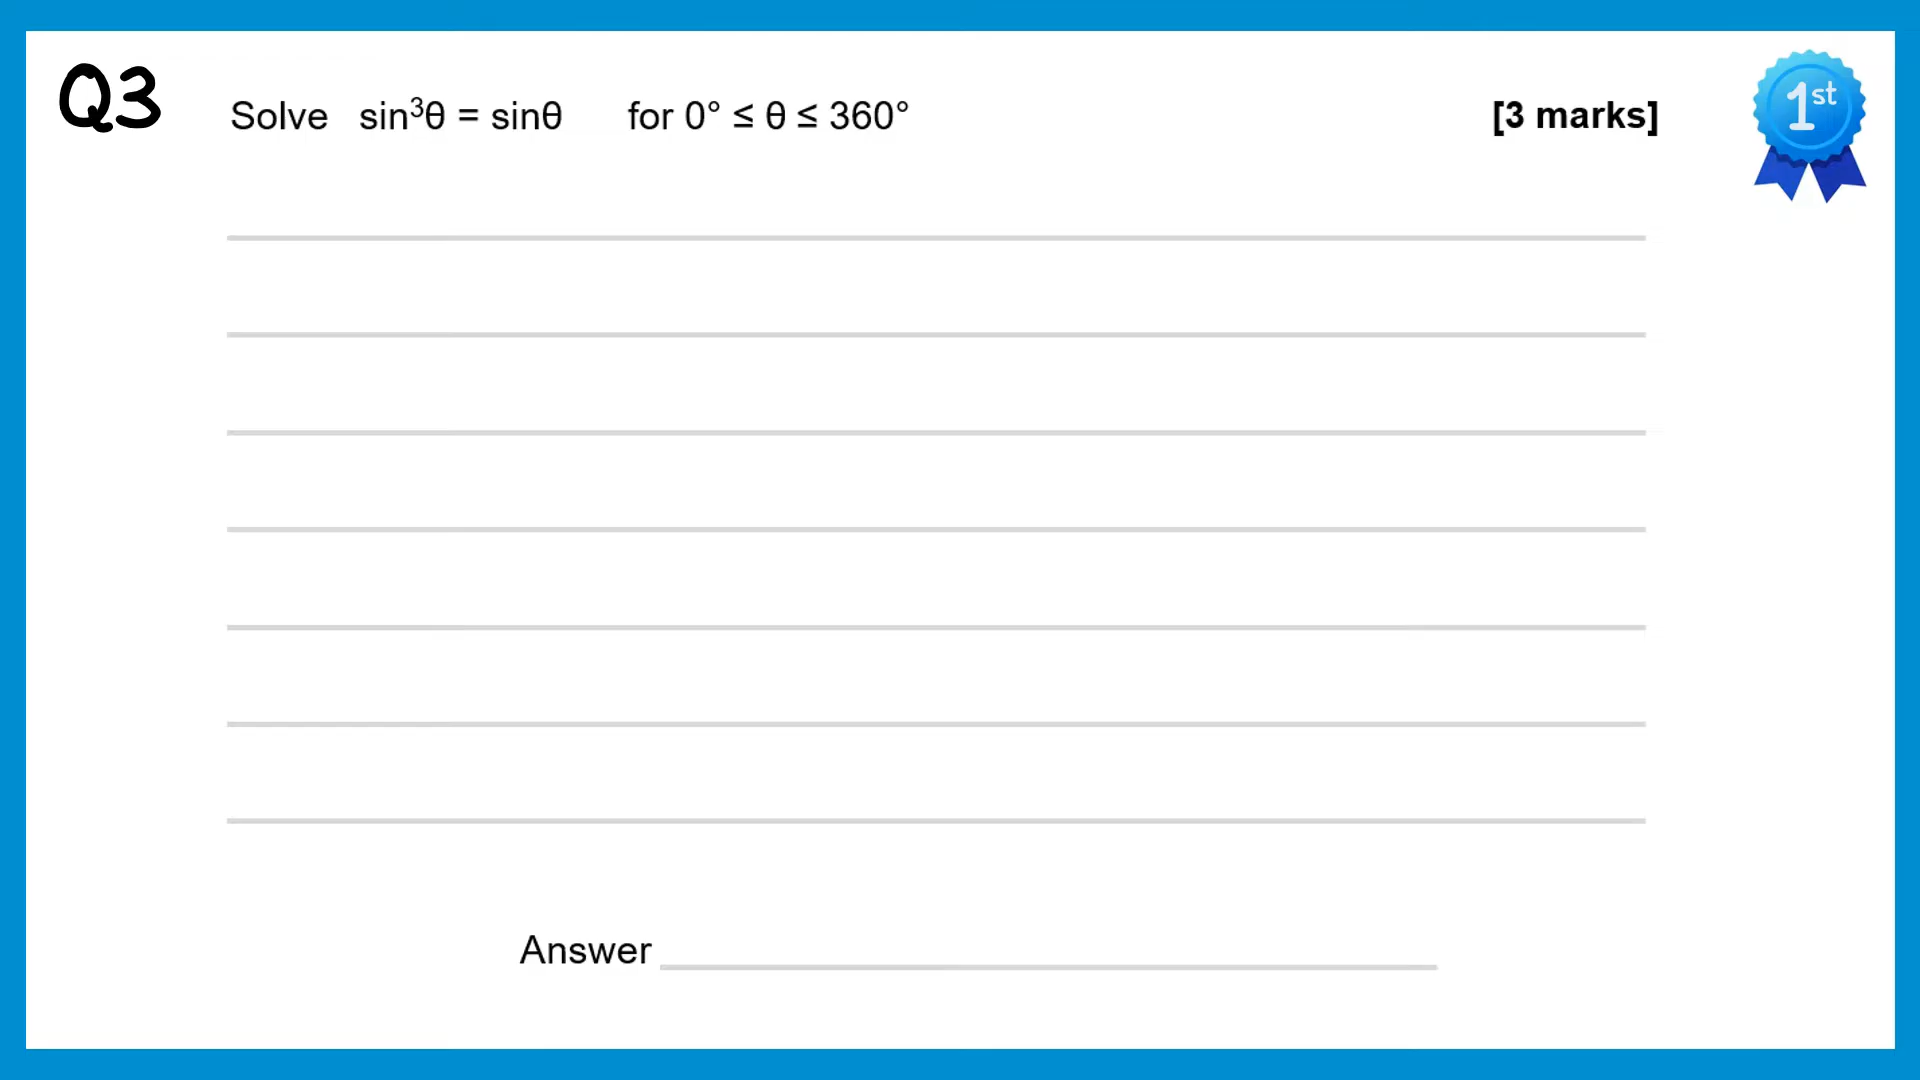 Q3 Solve sin³θ = sinθ for 0° ≤ θ ≤ 360° [3 marks] 1st
Answer